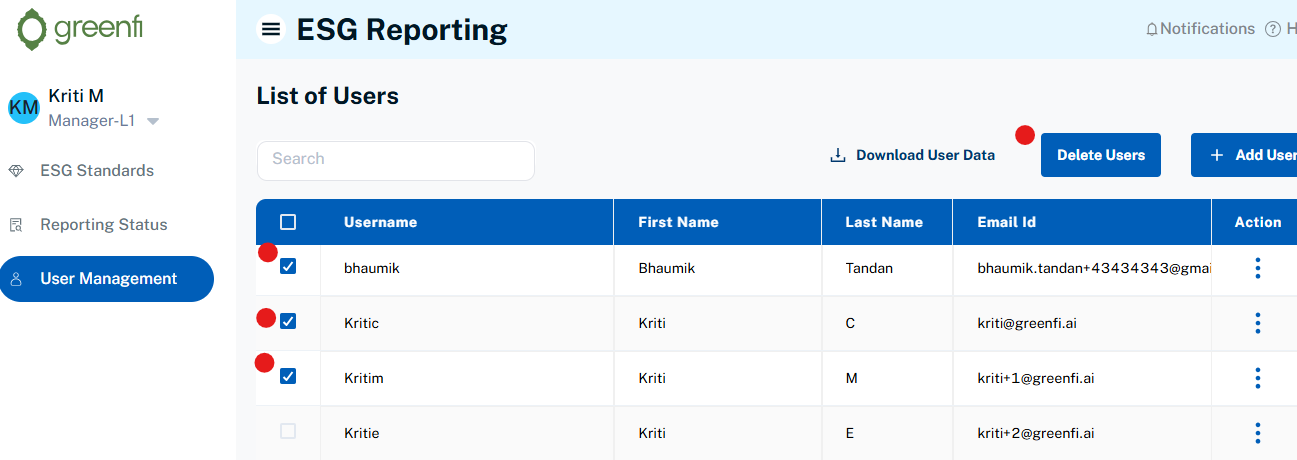 greenfi
ESG Reporting
Notifications
H
KM
Kriti M
Manager-L1
ESG Standards
Reporting Status
User Management
List of Users
Search
Download User Data
Delete Users
+ Add User
Username First Name Last Name Email Id Action
bhaumik Bhaumik Tandan bhaumik.tandan+43434343@gmai
Kritic Kriti C kriti@greenfi.ai
Kritim Kriti M kriti+1@greenfi.ai
Kritie Kriti E kriti+2@greenfi.ai